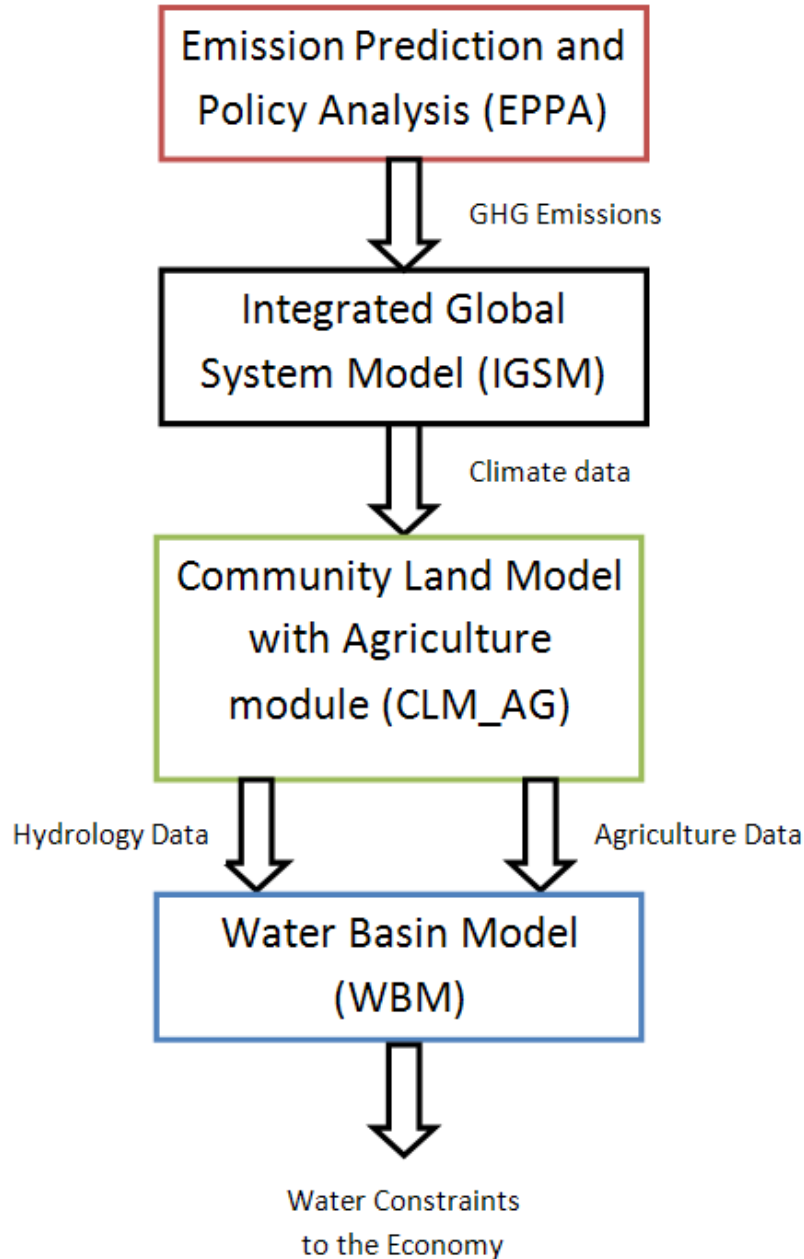 Emission Prediction and
Policy Analysis (EPPA)
GHG Emissions
Integrated Global
System Model (IGSM)
Climate data
Community Land Model
with Agriculture
module (CLM_AG)
Hydrology Data
Agriculture Data
Water Basin Model
(WBM)
Water Constraints
to the Economy